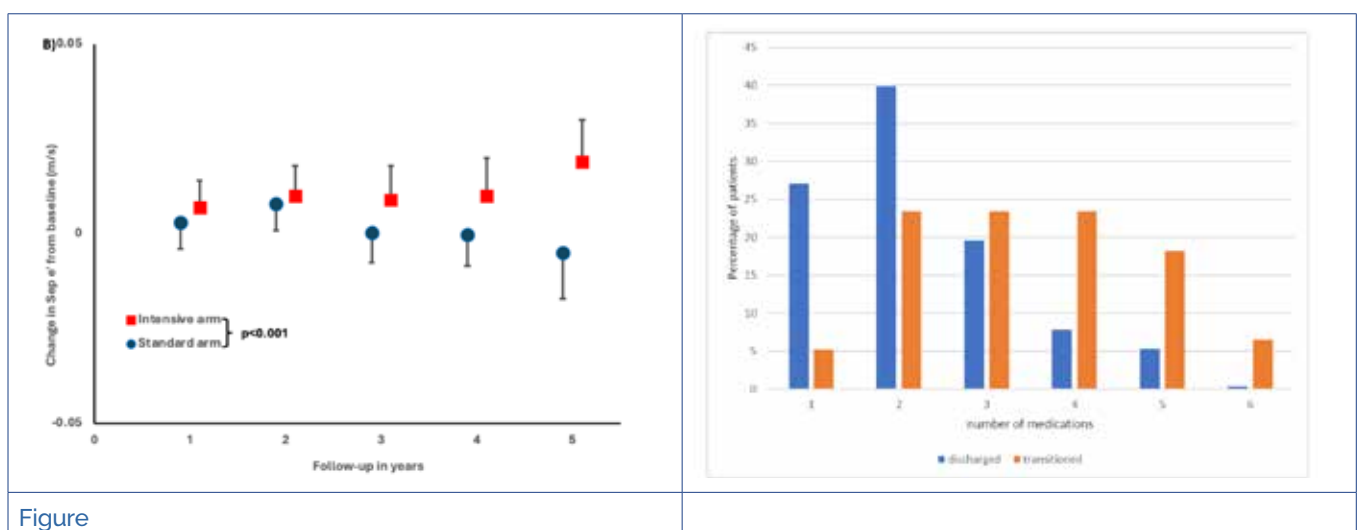 B)
0.05
0
-0.05
Change in Sep e' from baseline (m/s)
Intensive arm
Standard arm
p<0.001
0 1 2 3 4 5
Follow-up in years
45
40
35
30
25
20
15
10
5
0
Percentage of patients
1 2 3 4 5 6
number of medications
discharged transitioned
Figure